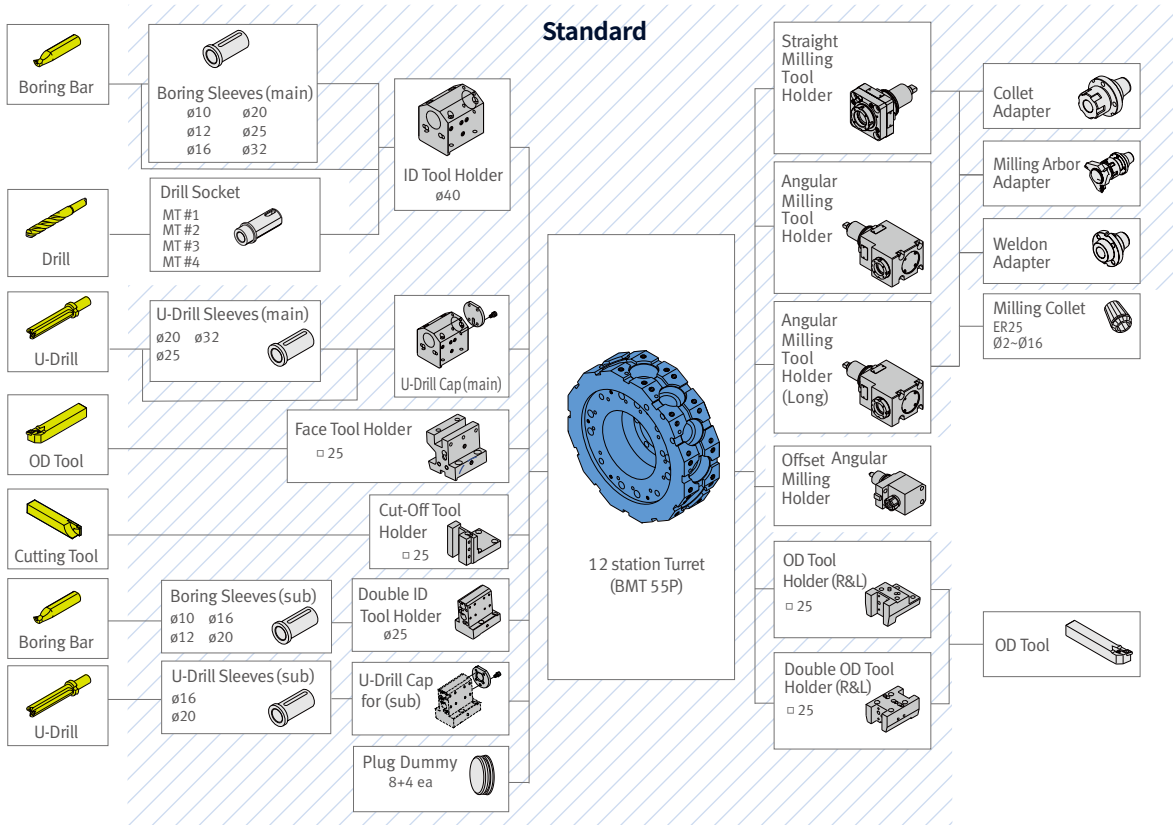 Standard
Boring Bar
Boring Sleeves (main)
ø10 ø20
ø12 ø25
ø16 ø32
ID Tool Holder
ø40
Drill
Drill Socket
MT #1
MT #2
MT #3
MT #4
U-Drill
U-Drill Sleeves (main)
ø20 ø32
ø25
U-Drill Cap (main)
OD Tool
Face Tool Holder
□ 25
Cutting Tool
Cut-Off Tool
Holder
□ 25
Boring Bar
Boring Sleeves (sub)
ø10 ø16
ø12 ø20
Double ID
Tool Holder
ø25
U-Drill
U-Drill Sleeves (sub)
ø16
ø20
U-Drill Cap
for (sub)
Plug Dummy
8+4 ea
12 station Turret
(BMT 55P)
Straight
Milling
Tool
Holder
Angular
Milling
Tool
Holder
Angular
Milling
Tool
Holder
(Long)
Offset Angular
Milling
Holder
OD Tool
Holder (R&L)
□ 25
Double OD Tool
Holder (R&L)
□ 25
Collet
Adapter
Milling Arbor
Adapter
Weldon
Adapter
Milling Collet
ER25
Ø2~Ø16
OD Tool